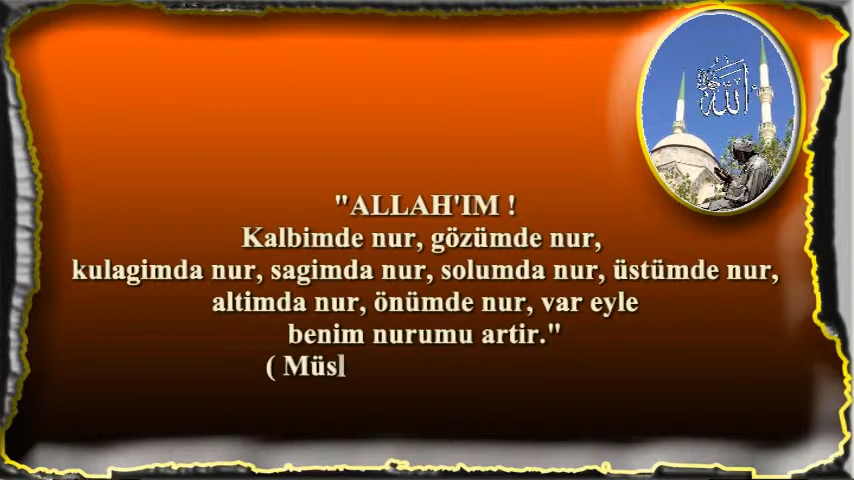 الله
"ALLAH'IM !
Kalbimde nur, gözümde nur,
kulagimda nur, sagimda nur, solumda nur, üstümde nur,
altimda nur, önümde nur, var eyle
benim nurumu artir."
( Müsl